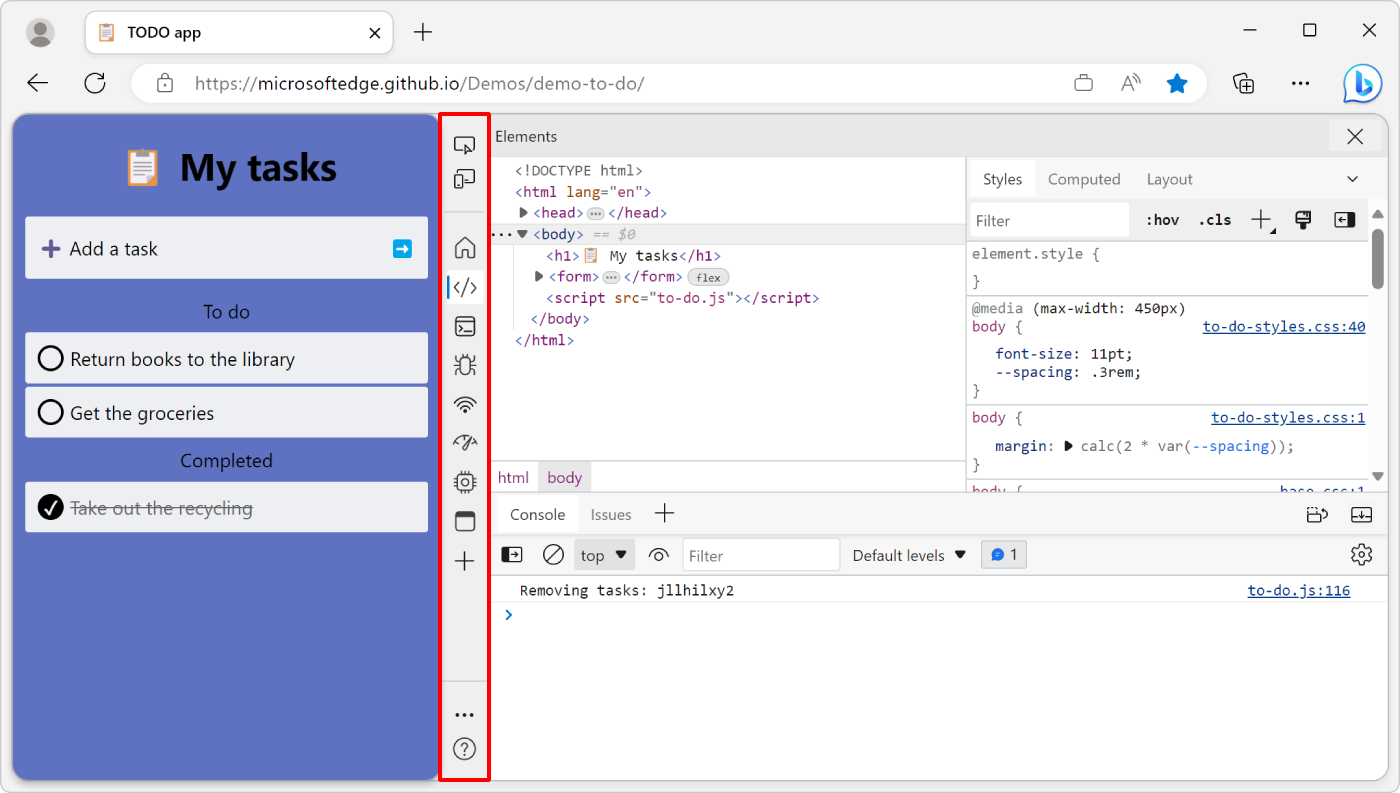 TODO app
https://microsoftedge.github.io/Demos/demo-to-do/
My tasks
Add a task
To do
Return books to the library
Get the groceries
Completed
Take out the recycling
Elements
<!DOCTYPE html>
<html lang="en">
<head> </head>
<body> == $0
<h1>📋 My tasks</h1>
<form> </form> flex
<script src="to-do.js"></script>
</body>
</html>
html body
Styles Computed Layout
Filter :hov .cls
element.style {
}
@media (max-width: 450px)
body { to-do-styles.css:40
font-size: 11pt;
--spacing: .3rem;
}
body { to-do-styles.css:1
margin: calc(2 * var(--spacing));
}
body { base.css:1
Console Issues
top Filter Default levels 1
Removing tasks: jllhilxy2 to-do.js:116